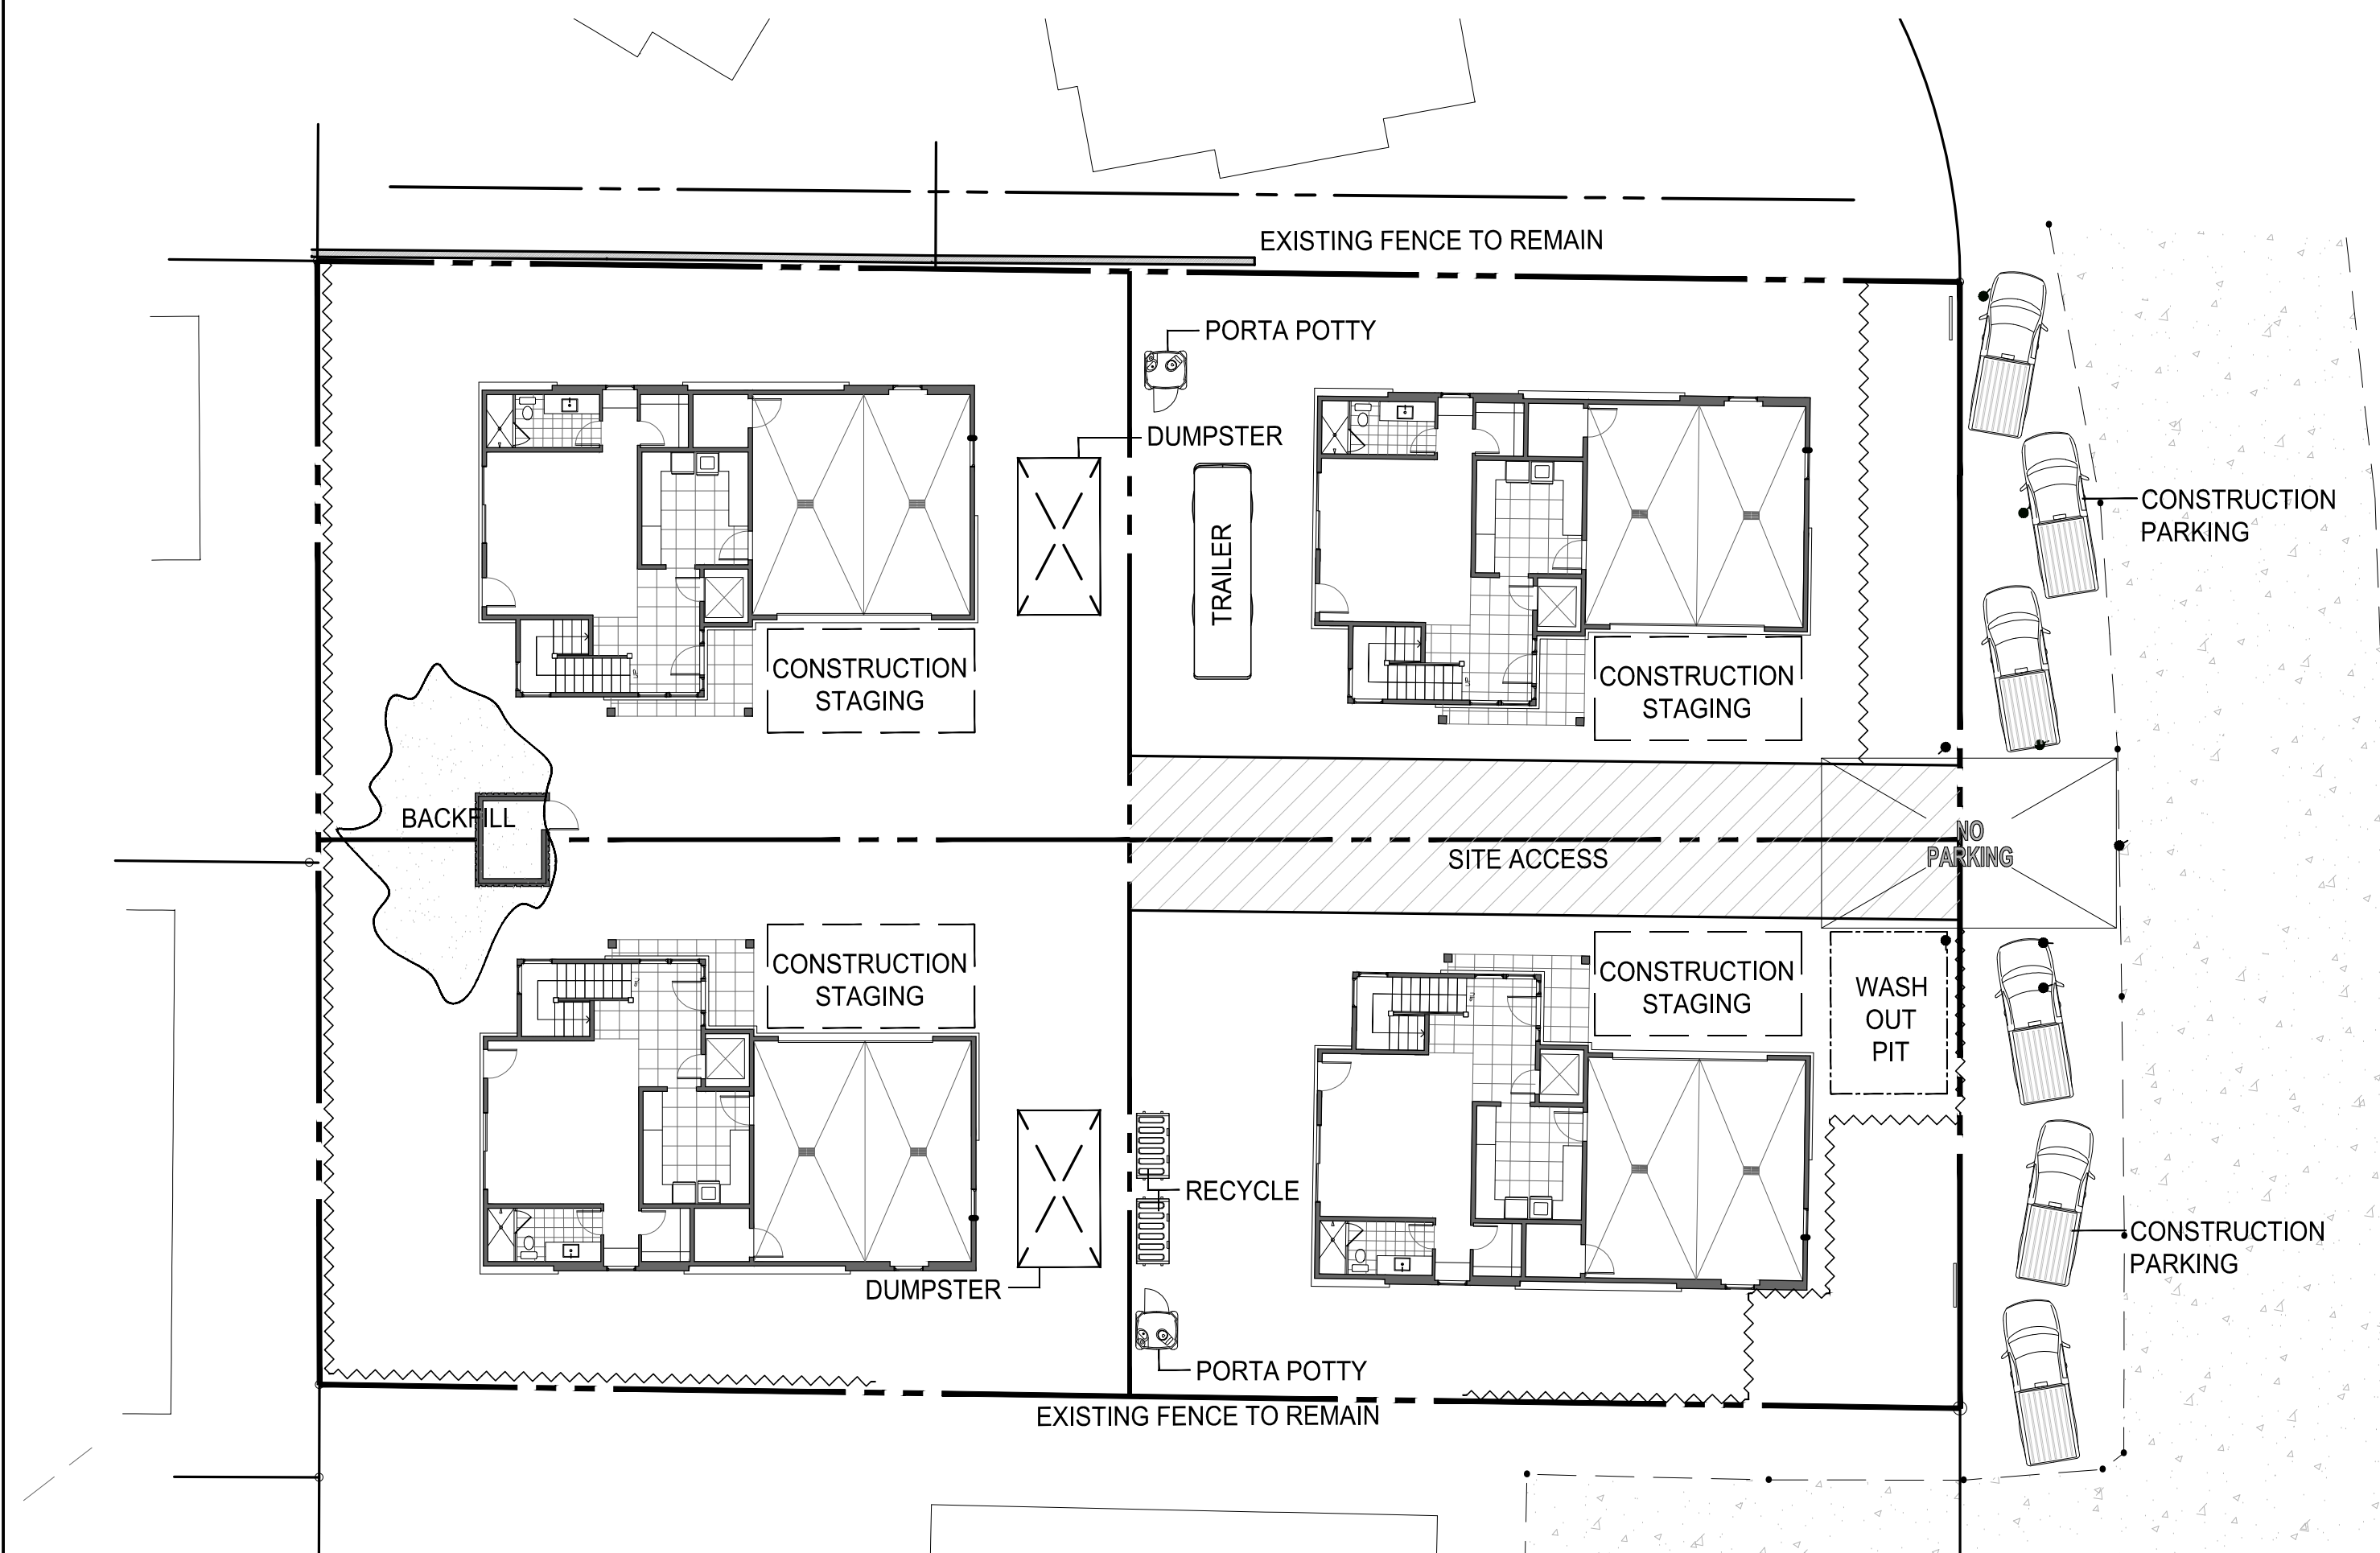 EXISTING FENCE TO REMAIN
PORTA POTTY
DUMPSTER
TRAILER
CONSTRUCTION
PARKING
CONSTRUCTION
STAGING
CONSTRUCTION
STAGING
BACKFILL
NO
PARKING
SITE ACCESS
CONSTRUCTION
STAGING
CONSTRUCTION
STAGING
WASH
OUT
PIT
RECYCLE
CONSTRUCTION
PARKING
DUMPSTER
PORTA POTTY
EXISTING FENCE TO REMAIN